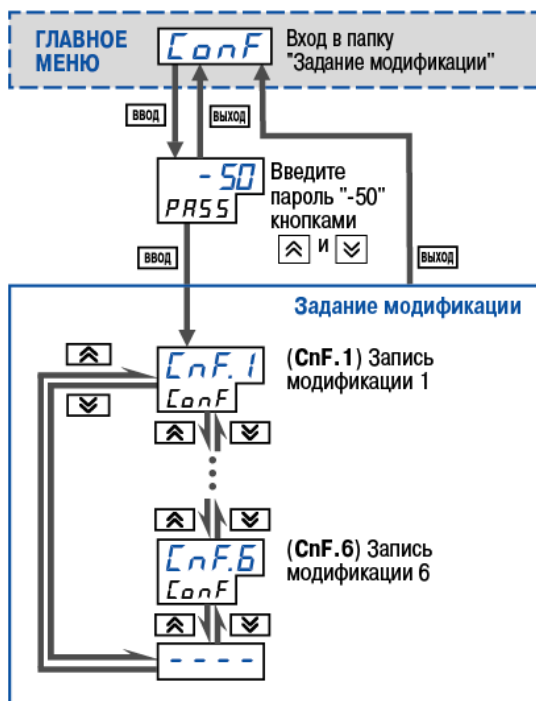 ГЛАВНОЕ
МЕНЮ
ConF
Вход в папку
"Задание модификации"
ВВОД
ВЫХОД
-50
PASS
Введите
пароль "-50"
кнопками
и
ВВОД
ВЫХОД
Задание модификации
CnF.1
ConF
(CnF.1) Запись
модификации 1
CnF.6
ConF
(CnF.6) Запись
модификации 6
- - - -